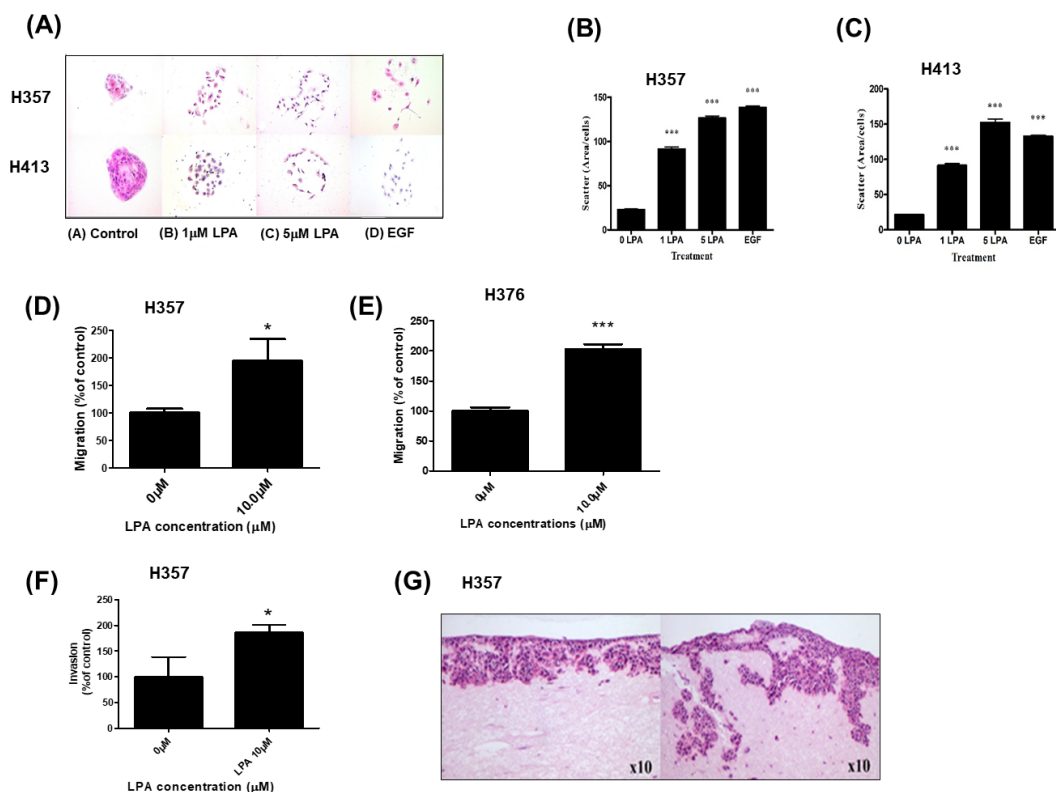 (A)
H357
H413
(A) Control (B) 1μM LPA (C) 5μM LPA (D) EGF
(B)
H357
***
***
***
150
100
50
0
Scatter (Area/cells)
0 LPA 1 LPA 5 LPA EGF
Treatment
(C)
H413
***
***
***
200
150
100
50
0
Scatter (Area/cells)
0 LPA 1 LPA 5 LPA EGF
Treatment
(D)
H357
*
250
200
150
100
50
0
Migration (%of control)
0μM 10.0μM
LPA concentration (μM)
(E)
H376
***
250
200
150
100
50
0
Migration (% of control)
0μM 10.0μM
LPA concentrations (μM)
(F)
H357
*
250
200
150
100
50
0
Invasion
(%of control)
0μM LPA 10μM
LPA concentration (μM)
(G)
H357
x10 x10